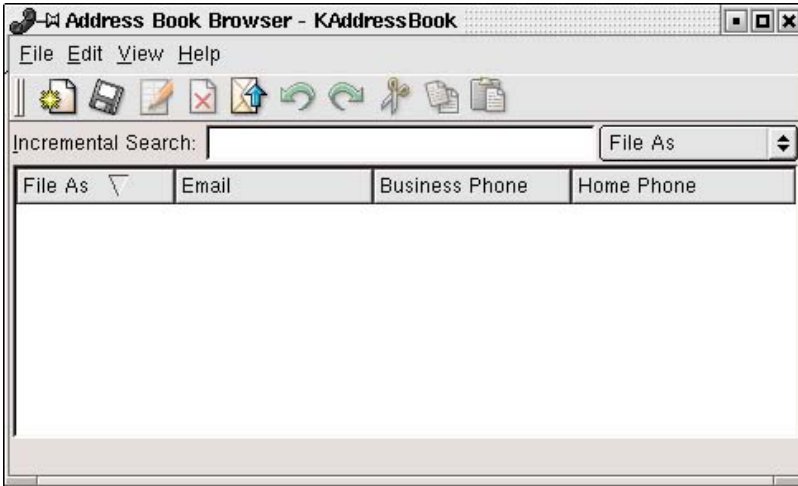 Address Book Browser - KAddressBook
File Edit View Help
Incremental Search: File As
File As Email Business Phone Home Phone